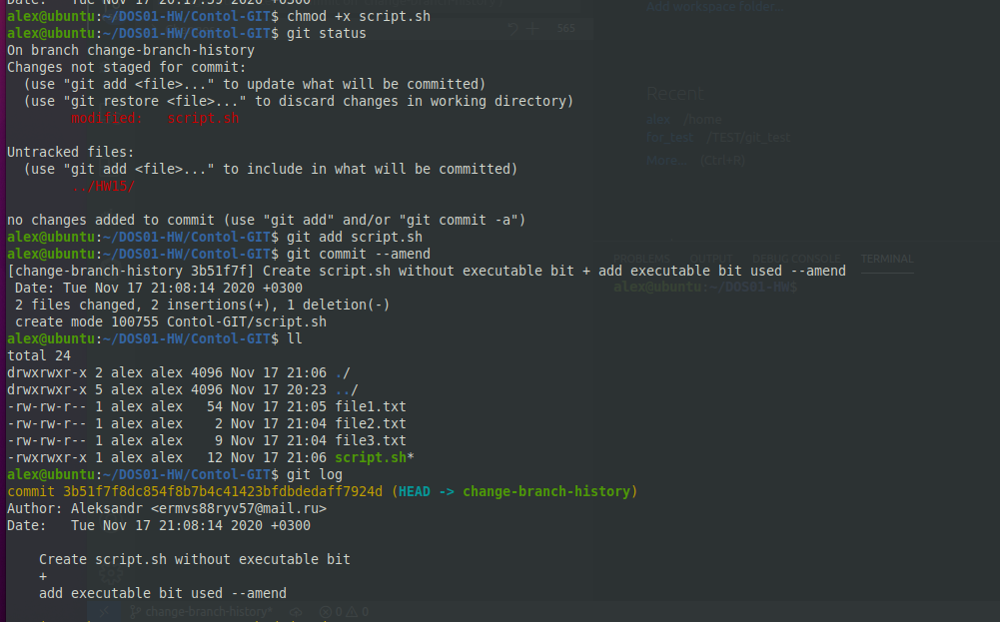 Date:   Tue Nov 17 20:17:59 2020 +0300
alex@ubuntu:~/DOS01-HW/Contol-GIT$ chmod +x script.sh
alex@ubuntu:~/DOS01-HW/Contol-GIT$ git status
On branch change-branch-history
Changes not staged for commit:
  (use "git add <file>..." to update what will be committed)
  (use "git restore <file>..." to discard changes in working directory)
        modified:   script.sh

Untracked files:
  (use "git add <file>..." to include in what will be committed)
        ../HW15/

no changes added to commit (use "git add" and/or "git commit -a")
alex@ubuntu:~/DOS01-HW/Contol-GIT$ git add script.sh
alex@ubuntu:~/DOS01-HW/Contol-GIT$ git commit --amend
[change-branch-history 3b51f7f] Create script.sh without executable bit + add executable bit used --amend
 Date: Tue Nov 17 21:08:14 2020 +0300
 2 files changed, 2 insertions(+), 1 deletion(-)
 create mode 100755 Contol-GIT/script.sh
alex@ubuntu:~/DOS01-HW/Contol-GIT$ ll
total 24
drwxrwxr-x 2 alex alex 4096 Nov 17 21:06 ./
drwxrwxr-x 5 alex alex 4096 Nov 17 20:23 ../
-rw-rw-r-- 1 alex alex   54 Nov 17 21:05 file1.txt
-rw-rw-r-- 1 alex alex    2 Nov 17 21:04 file2.txt
-rw-rw-r-- 1 alex alex    9 Nov 17 21:04 file3.txt
-rwxrwxr-x 1 alex alex   12 Nov 17 21:06 script.sh*
alex@ubuntu:~/DOS01-HW/Contol-GIT$ git log
commit 3b51f7f8dc854f8b7b4c41423bfdbdedaff7924d (HEAD -> change-branch-history)
Author: Aleksandr <ermvs88ryv57@mail.ru>
Date:   Tue Nov 17 21:08:14 2020 +0300

    Create script.sh without executable bit
    +
    add executable bit used --amend
Add workspace folder...
565
Recent
alex /home
for_test /TEST/git_test
More... (Ctrl+R)
PROBLEMS OUTPUT DEBUG CONSOLE TERMINAL
alex@ubuntu:~/DOS01-HW$
change-branch-history* 0 0